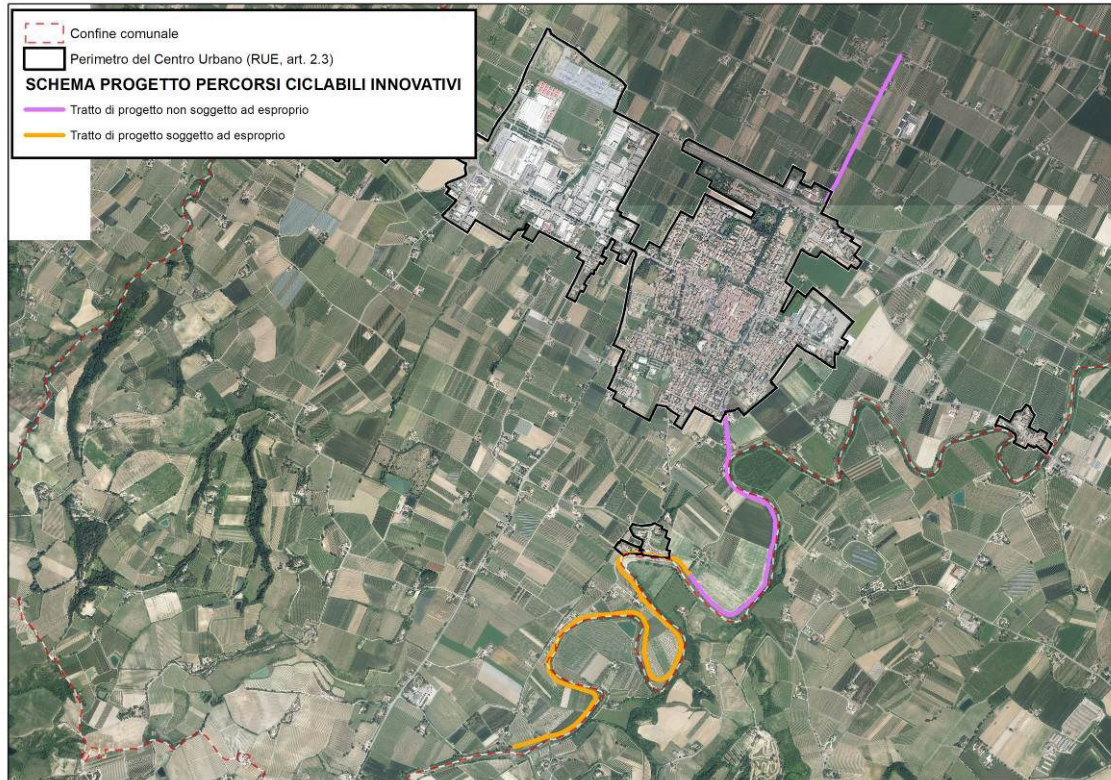 Confine comunale
Perimetro del Centro Urbano (RUE, art. 2.3)
SCHEMA PROGETTO PERCORSI CICLABILI INNOVATIVI
Tratto di progetto non soggetto ad esproprio
Tratto di progetto soggetto ad esproprio